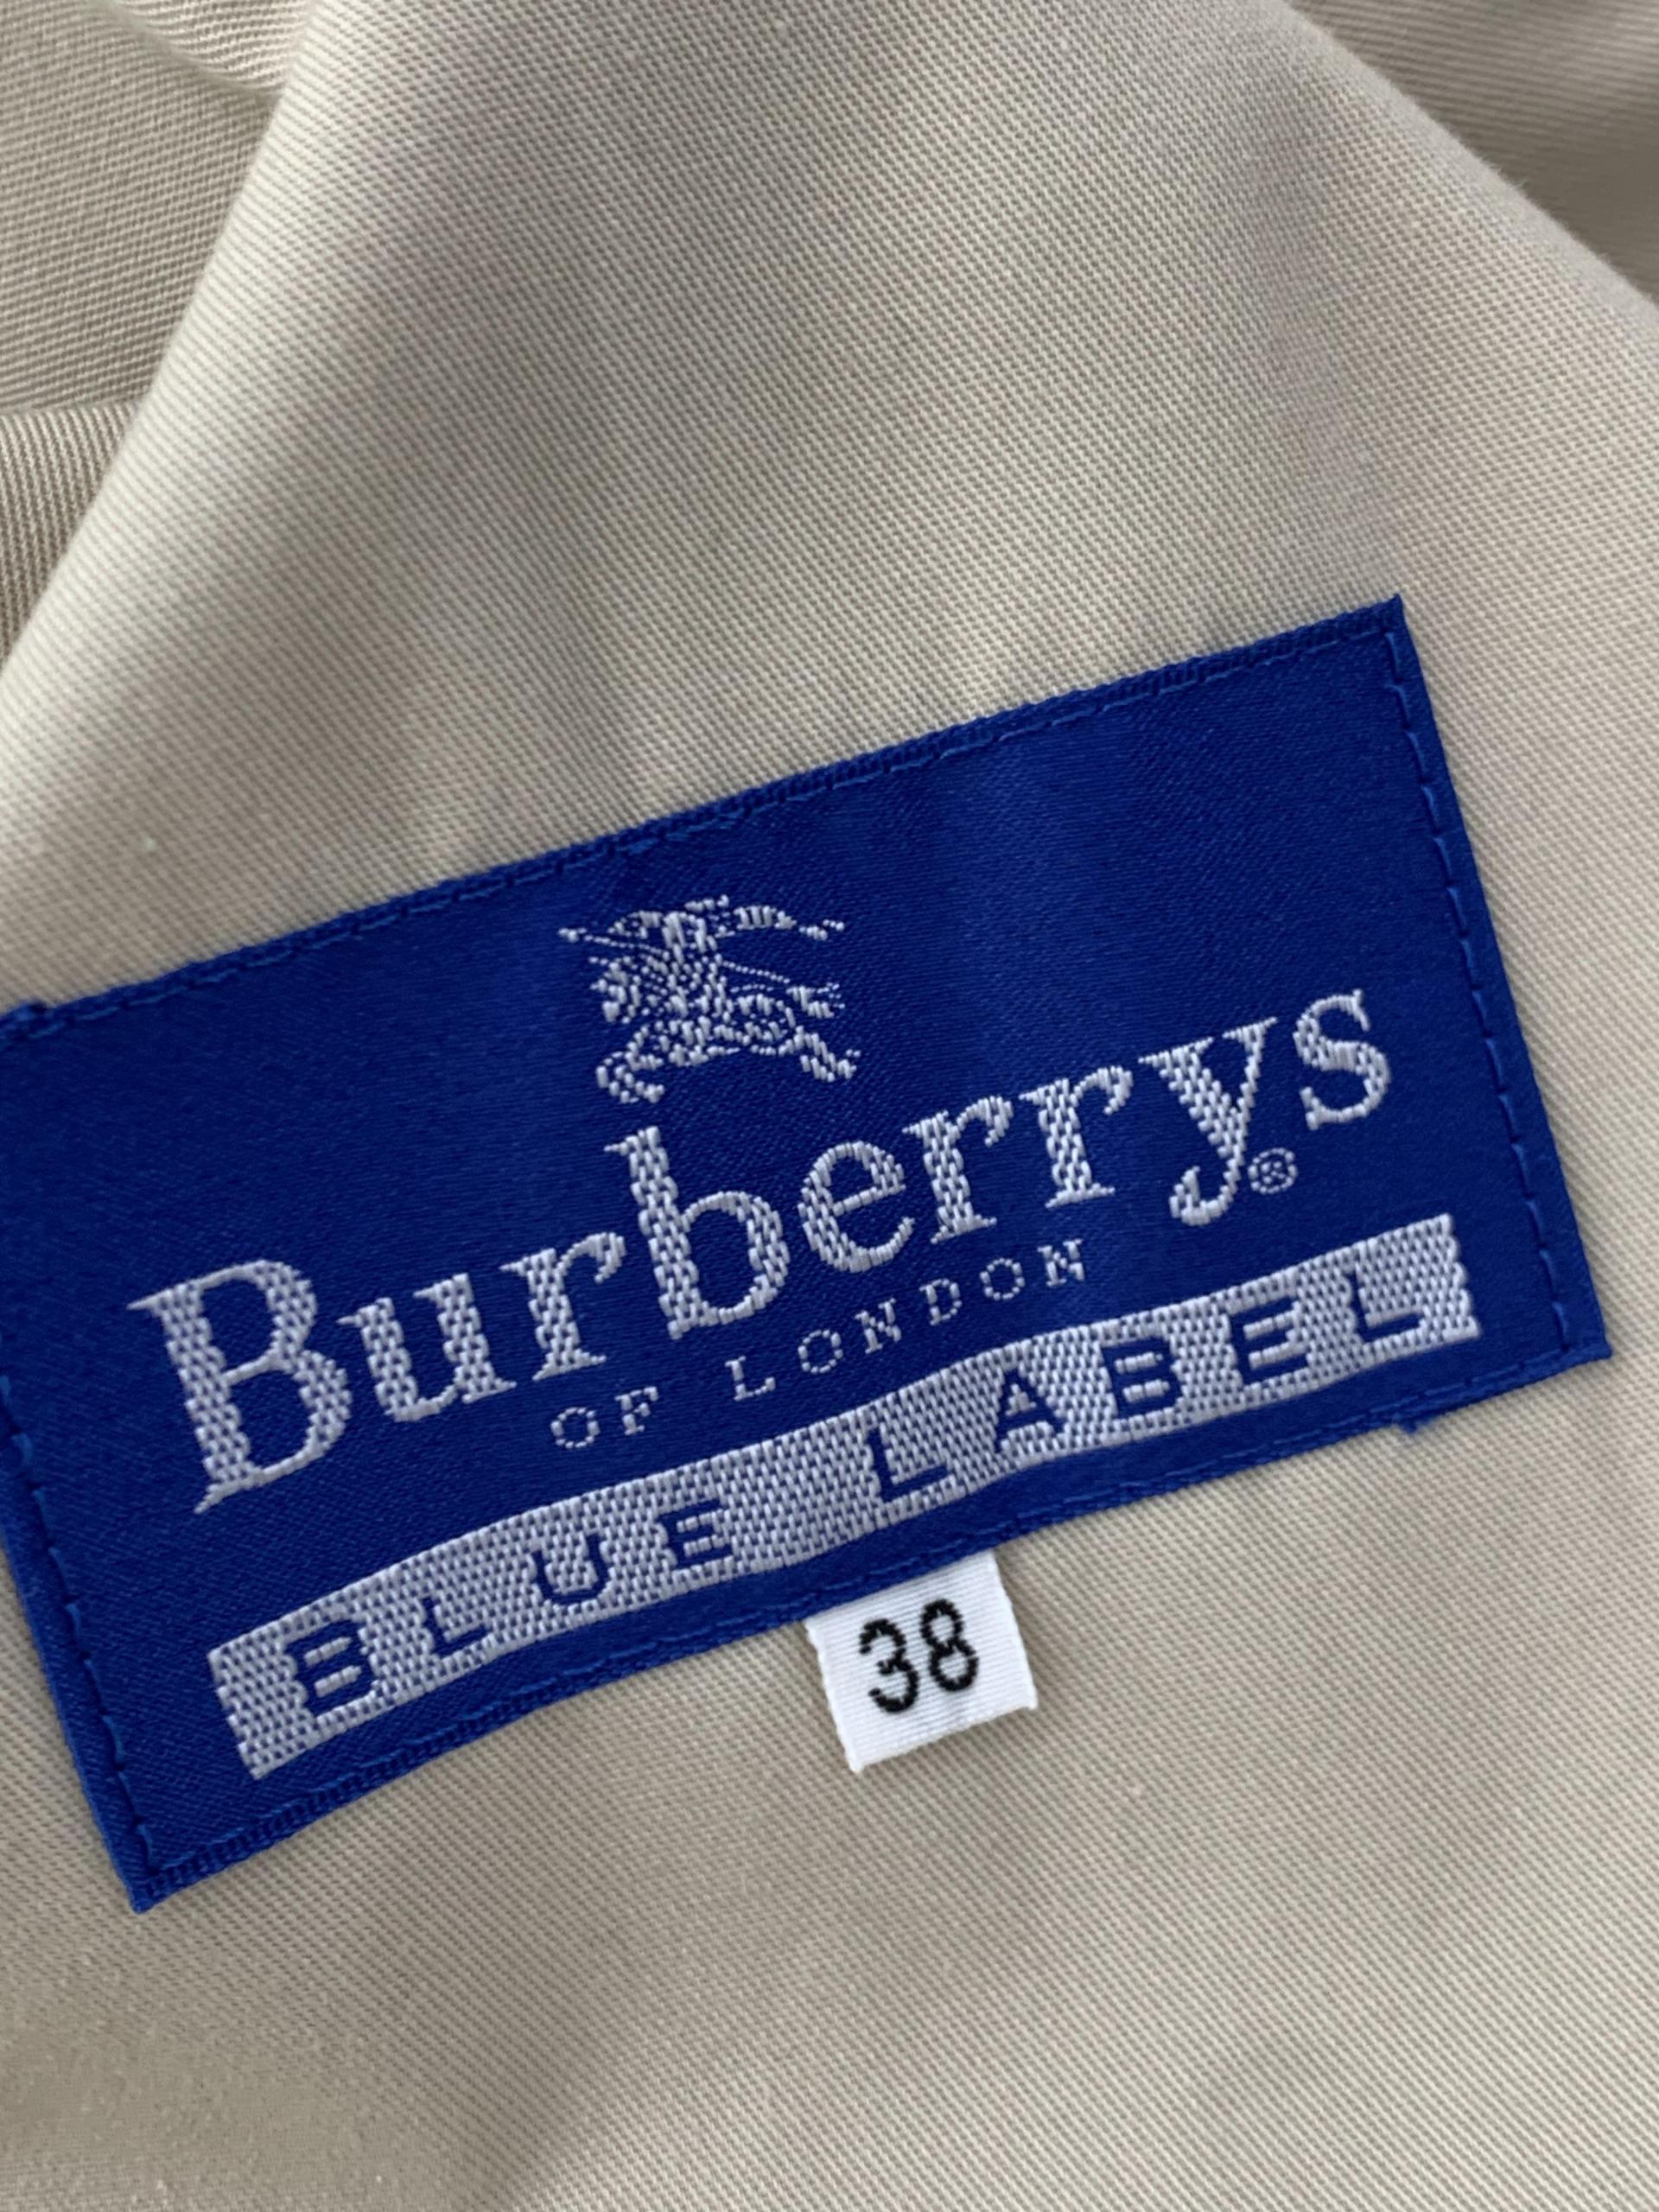 Burberrys®
OF LONDON
BLUE LABEL
38